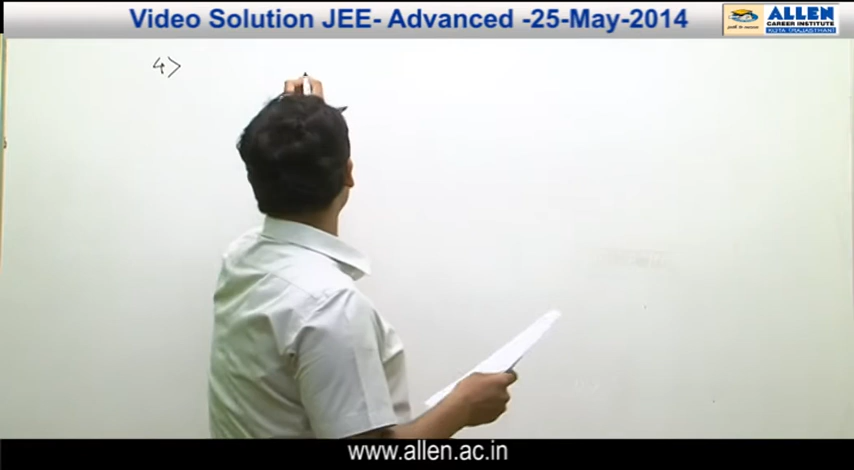 Video Solution JEE- Advanced -25-May-2014
ALLEN
CAREER INSTITUTE
KOTA (RAJASTHAN)
4>
www.allen.ac.in